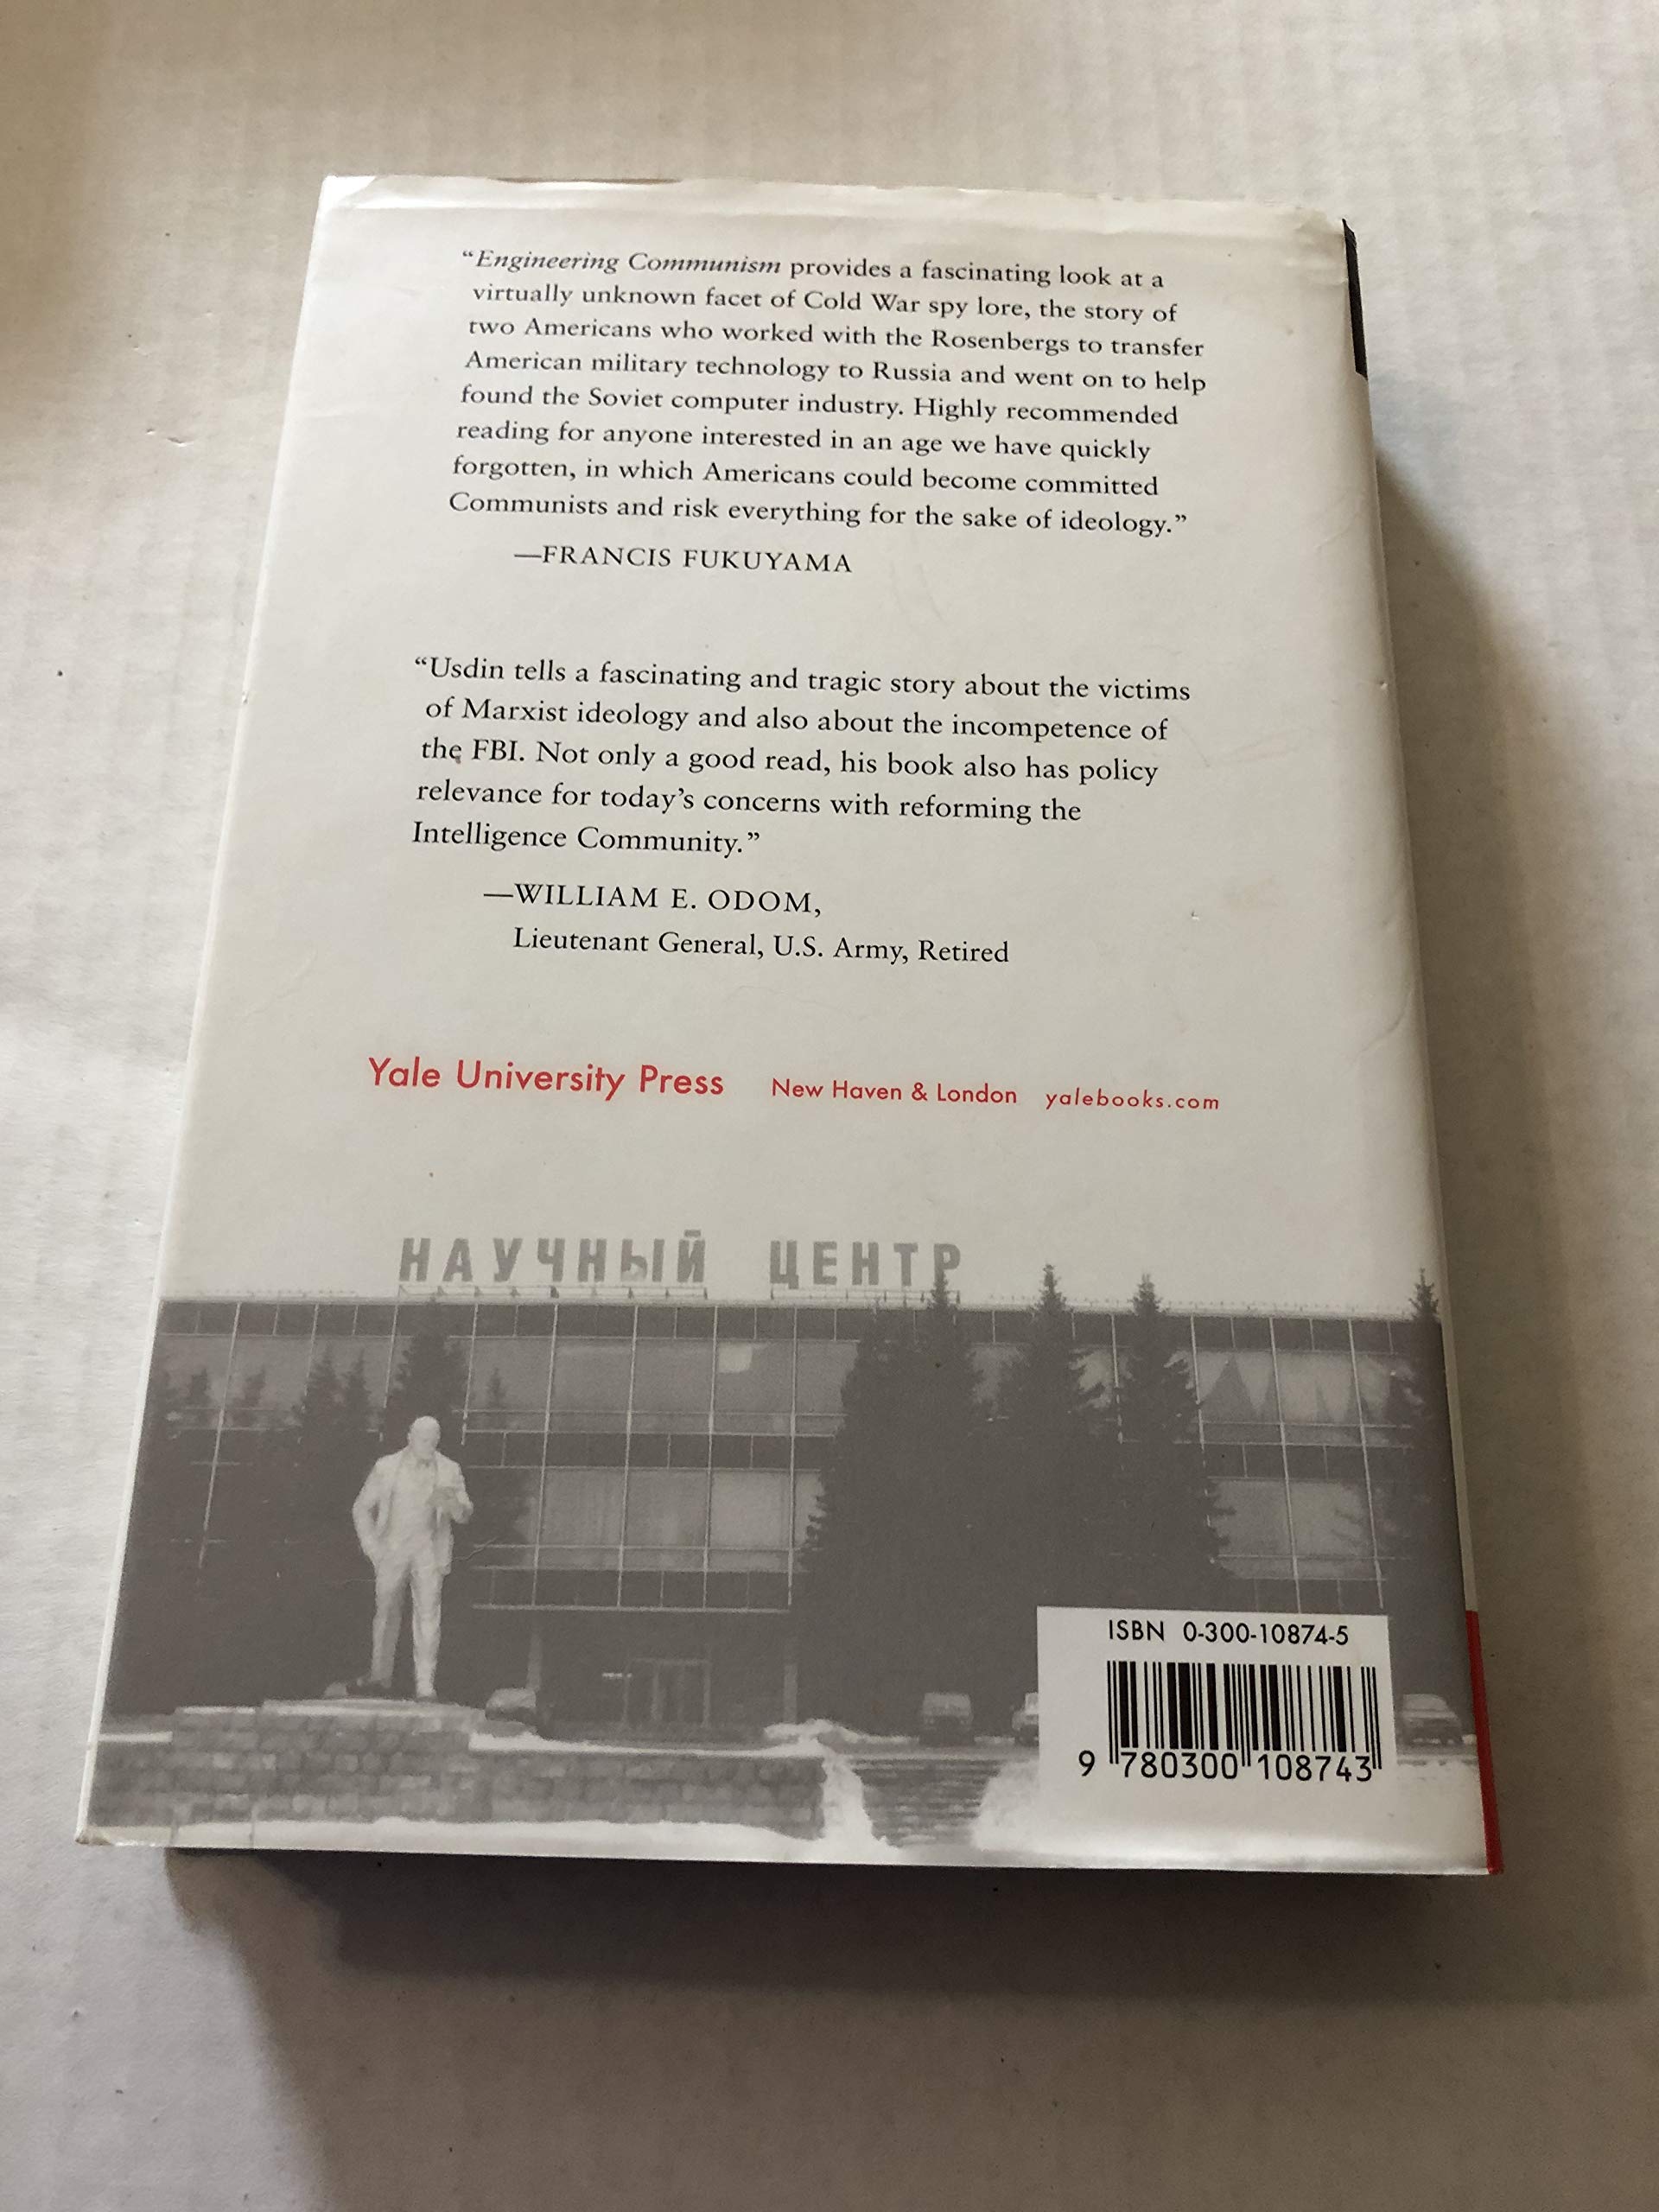 “Engineering Communism provides a fascinating look at a
virtually unknown facet of Cold War spy lore, the story of
two Americans who worked with the Rosenbergs to transfer
American military technology to Russia and went on to help
found the Soviet computer industry. Highly recommended
reading for anyone interested in an age we have quickly
forgotten, in which Americans could become committed
Communists and risk everything for the sake of ideology.”
—FRANCIS FUKUYAMA
“Usdin tells a fascinating and tragic story about the victims
of Marxist ideology and also about the incompetence of
the FBI. Not only a good read, his book also has policy
relevance for today’s concerns with reforming the
Intelligence Community.”
—WILLIAM E. ODOM,
Lieutenant General, U.S. Army, Retired
Yale University Press New Haven & London yalebooks.com
НАУЧНЫЙ ЦЕНТР
ISBN 0-300-10874-5
9 780300 108743